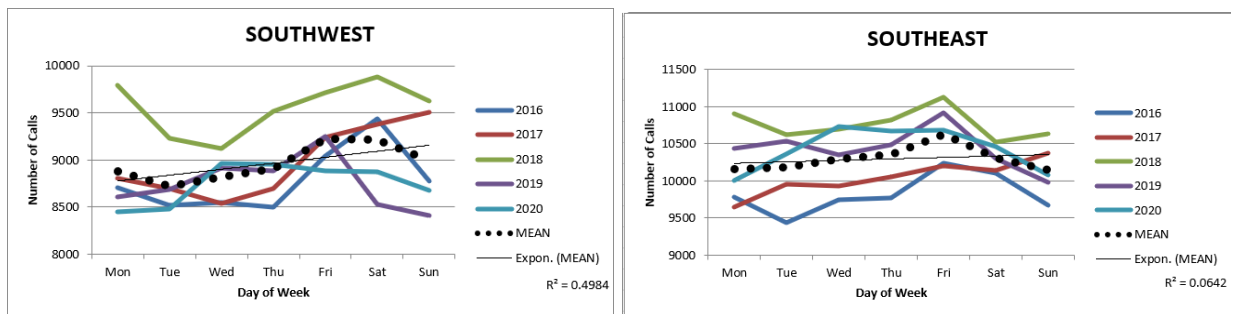 SOUTHWEST
Number of Calls
10000
9500
9000
8500
8000
Mon Tue Wed Thu Fri Sat Sun
Day of Week
2016
2017
2018
2019
2020
MEAN
Expon. (MEAN)
R² = 0.4984
SOUTHEAST
Number of Calls
11500
11000
10500
10000
9500
9000
Mon Tue Wed Thu Fri Sat Sun
Day of Week
2016
2017
2018
2019
2020
MEAN
Expon. (MEAN)
R² = 0.0642